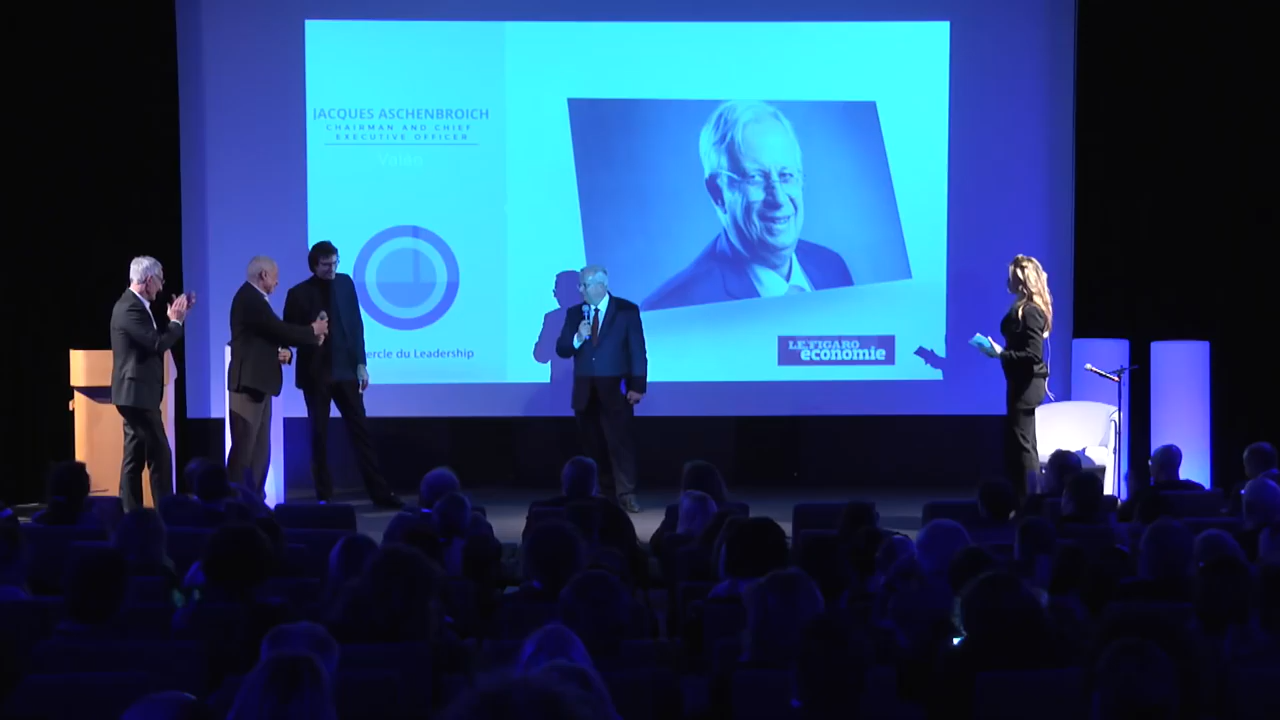 JACQUES ASCHENBROICH
CHAIRMAN AND CHIEF
EXECUTIVE OFFICER
Valeo
ercle du Leadership
LE FIGARO
économie